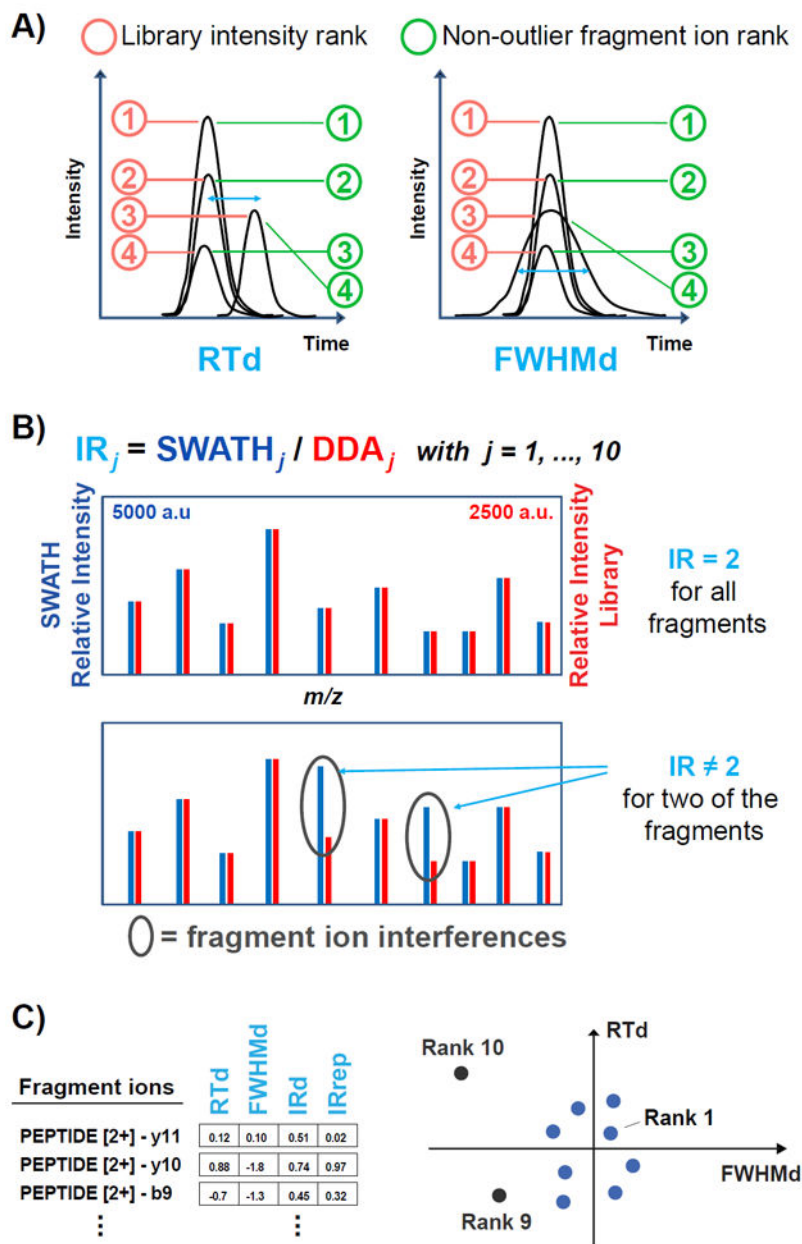 A)
Library intensity rank
Non-outlier fragment ion rank
Intensity
1
2
3
4
1
2
3
4
Time
RTd
Intensity
1
2
3
4
1
2
3
4
Time
FWHMd
B)
IRj = SWATHj / DDAj with j = 1, ..., 10
SWATH
Relative Intensity
5000 a.u
2500 a.u.
Relative Intensity
Library
IR = 2
for all
fragments
m/z
IR ≠ 2
for two of the
fragments
= fragment ion interferences
C)
Fragment ions
RTd
FWHMd
IRd
IRrep
PEPTIDE [2+] - y11 0.12 0.10 0.51 0.02
PEPTIDE [2+] - y10 0.88 -1.8 0.74 0.97
PEPTIDE [2+] - b9 -0.7 -1.3 0.45 0.32
⋮ ⋮
RTd
Rank 10
Rank 1
FWHMd
Rank 9